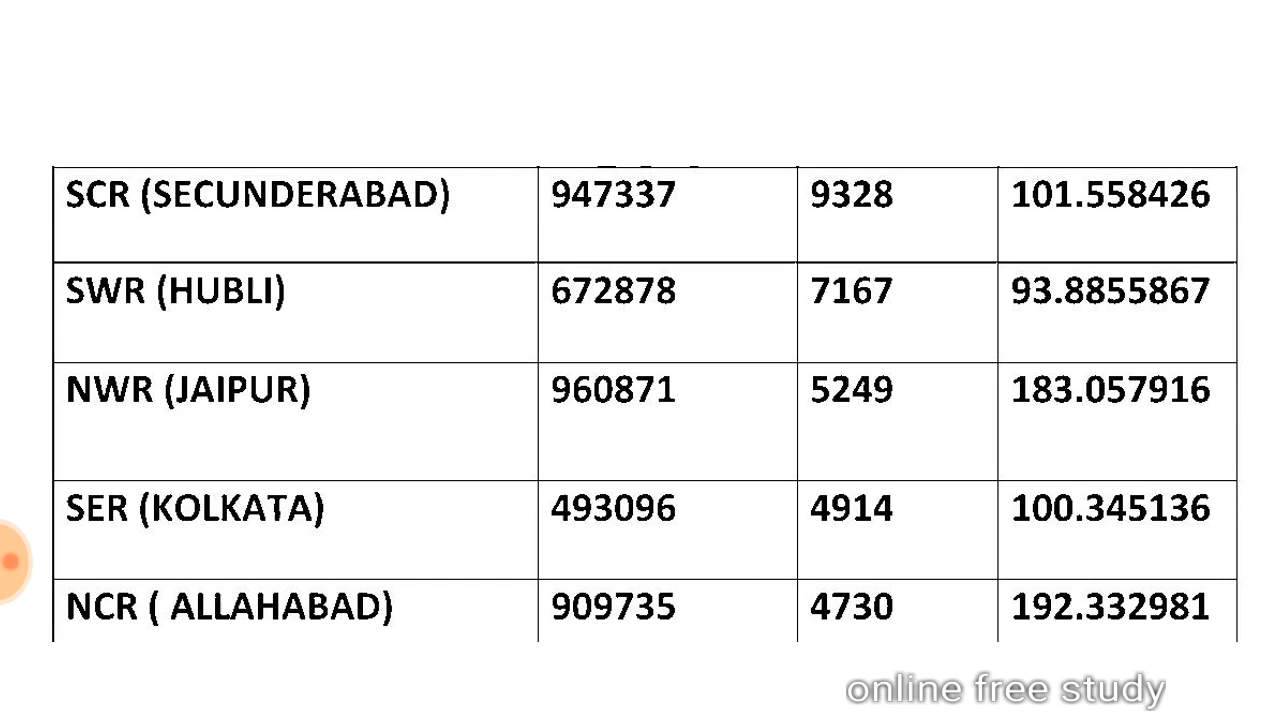 SCR (SECUNDERABAD) 947337 9328 101.558426
SWR (HUBLI) 672878 7167 93.8855867
NWR (JAIPUR) 960871 5249 183.057916
SER (KOLKATA) 493096 4914 100.345136
NCR ( ALLAHABAD) 909735 4730 192.332981
online free study